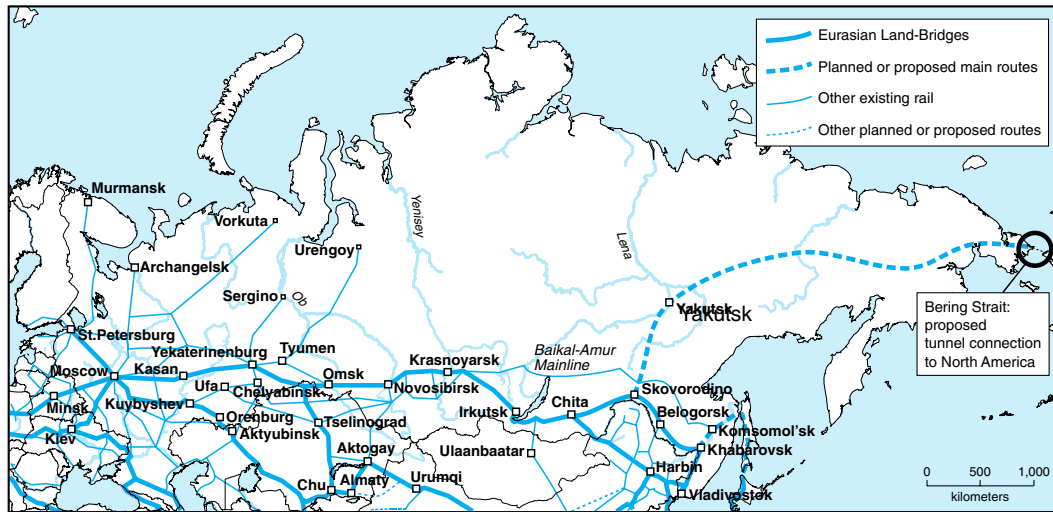 Eurasian Land-Bridges
Planned or proposed main routes
Other existing rail
Other planned or proposed routes
Murmansk
Vorkuta
Yenisey
Lena
Urengoy
Archangelsk
Sergino
Ob
Yakutsk
Yakutsk
Bering Strait:
proposed
tunnel connection
to North America
St.Petersburg
Yekaterinenburg
Tyumen
Krasnoyarsk
Baikal-Amur
Mainline
Moscow
Kasan
Ufa
Chelyabinsk
Omsk
Novosibirsk
Skovorodino
Minsk
Kuybyshev
Orenburg
Tselinograd
Irkutsk
Chita
Belogorsk
Kiev
Aktyubinsk
Aktogay
Ulaanbaatar
Komsomol'sk
Khabarovsk
Chu
Almaty
Urumqi
Harbin
Vladivostok
0 500 1,000
kilometers